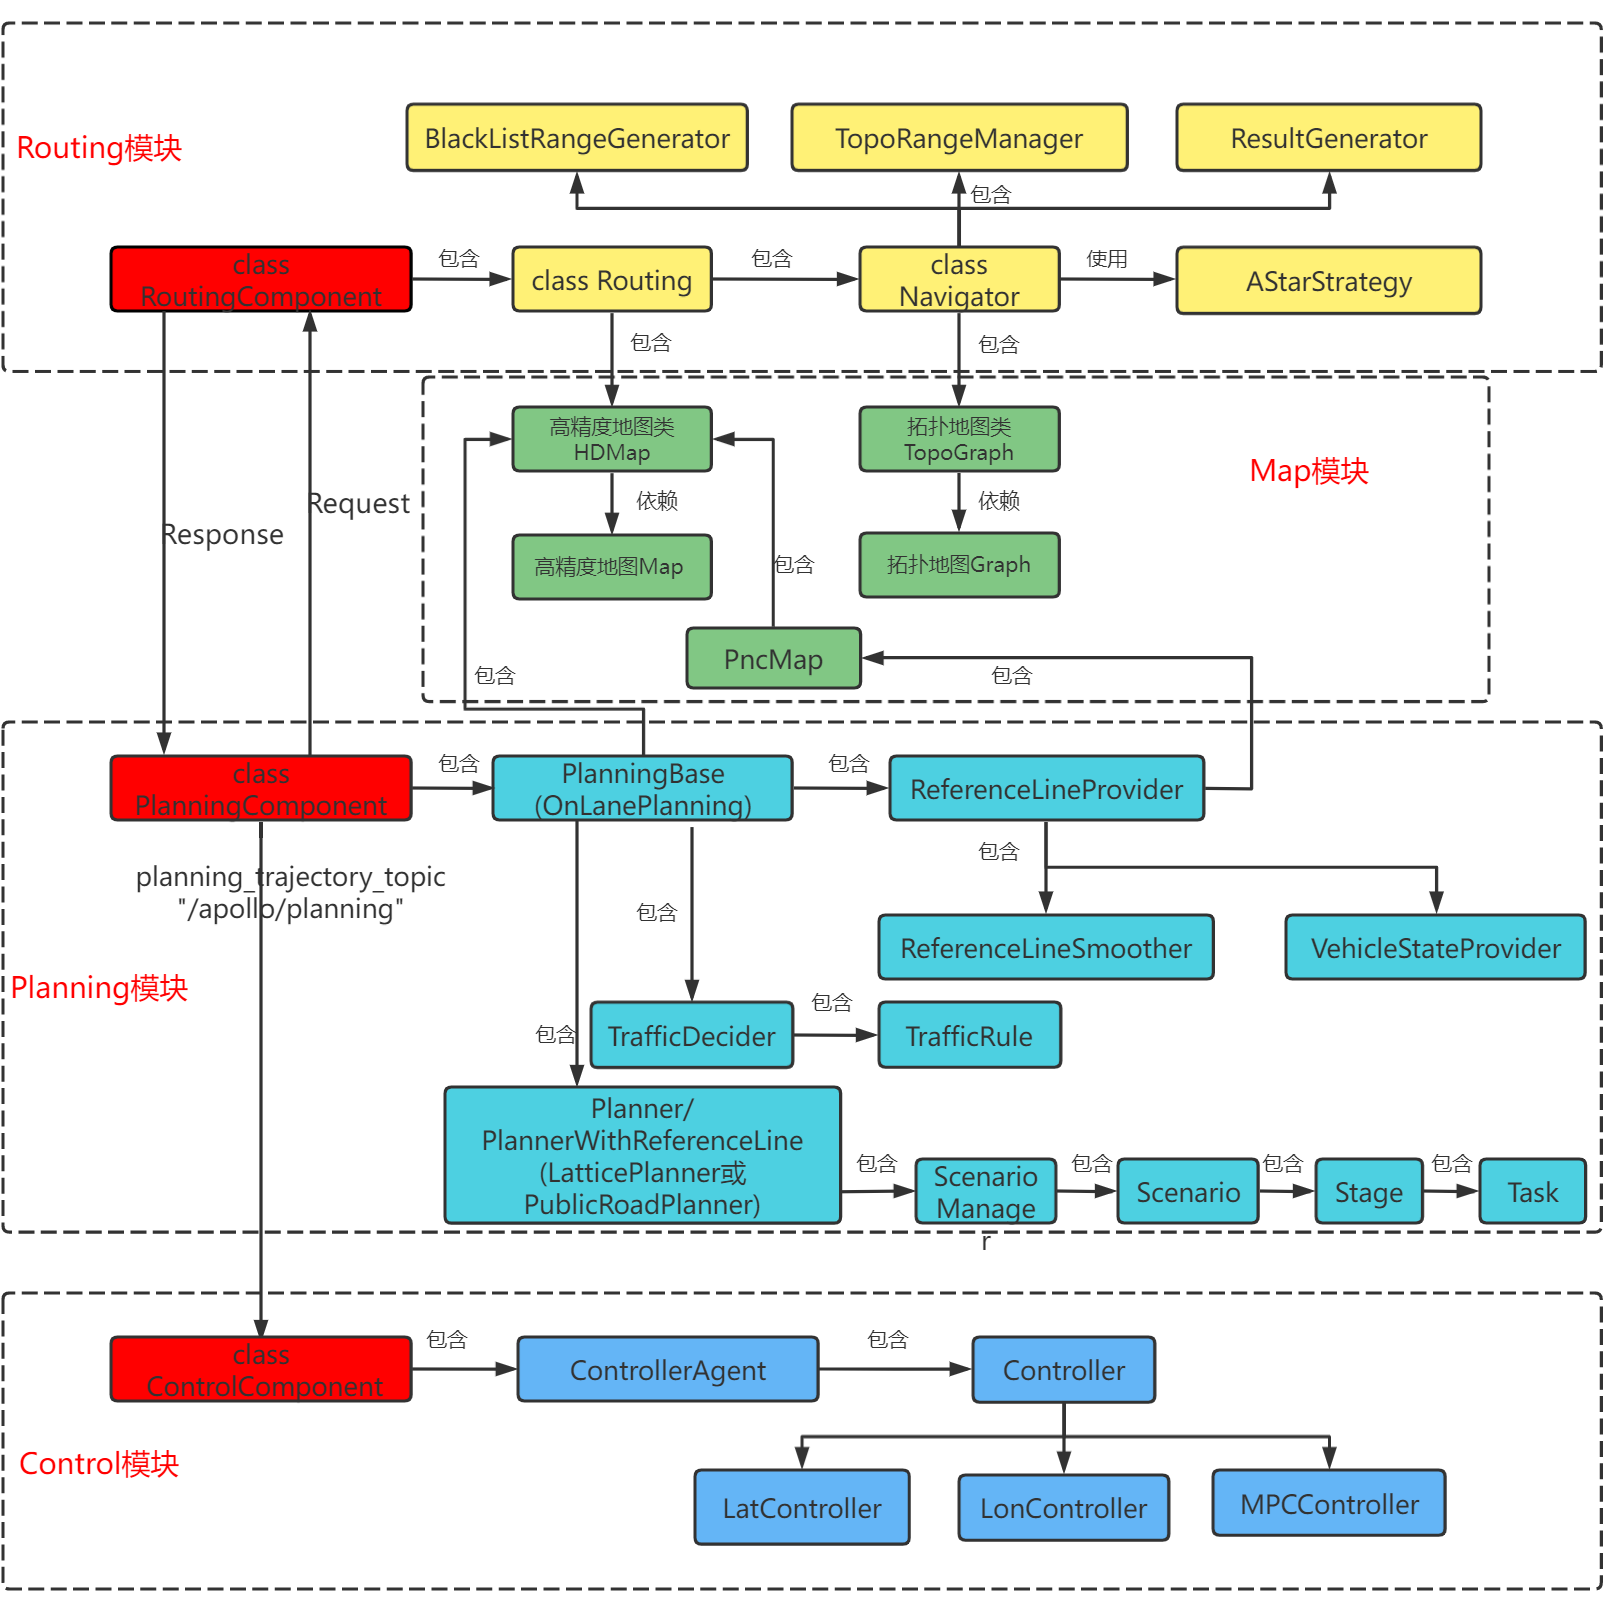 Routing模块
BlackListRangeGenerator
TopoRangeManager
ResultGenerator
包含
class
RoutingComponent
包含
class Routing
包含
class
Navigator
使用
AStarStrategy
包含
包含
高精度地图类
HDMap
拓扑地图类
TopoGraph
Map模块
依赖
依赖
Request
Response
高精度地图Map
包含
拓扑地图Graph
PncMap
包含
包含
class
PlanningComponent
包含
PlanningBase
(OnLanePlanning)
包含
ReferenceLineProvider
包含
planning_trajectory_topic
"/apollo/planning"
包含
ReferenceLineSmoother
VehicleStateProvider
Planning模块
包含
TrafficDecider
包含
TrafficRule
Planner/
PlannerWithReferenceLine
(LatticePlanner或
PublicRoadPlanner)
包含
Scenario
Manage
r
包含
Scenario
包含
Stage
包含
Task
class
ControlComponent
包含
ControllerAgent
包含
Controller
Control模块
LatController
LonController
MPCController